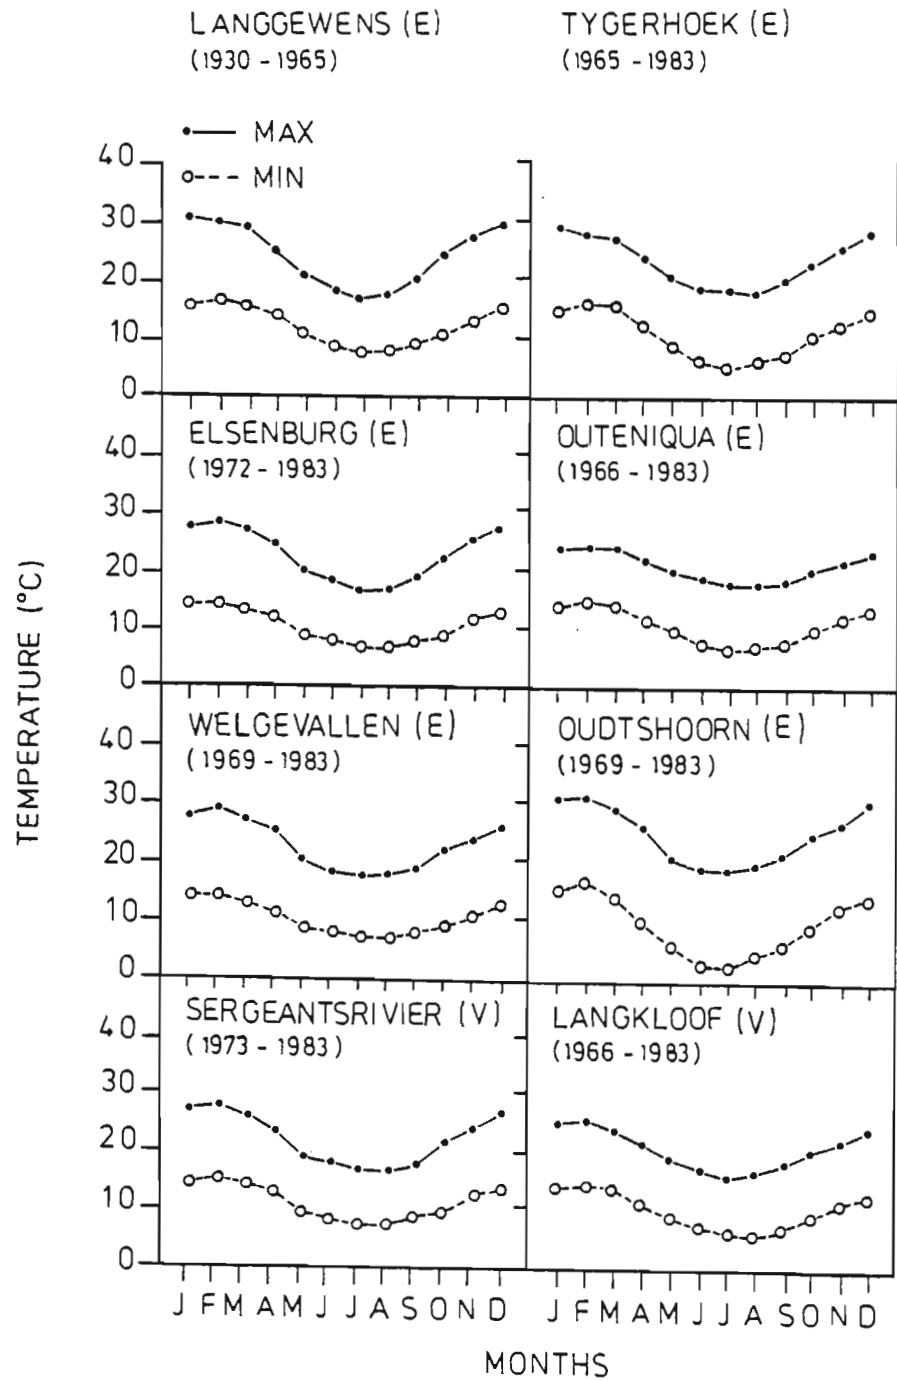 LANGGEWENS (E)
(1930 - 1965)
TYGERHOEK (E)
(1965 - 1983)
MAX
MIN
40
30
20
10
0
ELSENBURG (E)
(1972 - 1983)
OUTENIQUA (E)
(1966 - 1983)
40
30
20
10
0
WELGEVALLEN (E)
(1969 - 1983)
OUDTSHOORN (E)
(1969 - 1983)
40
30
20
10
0
SERGEANTSRIVIER (V)
(1973 - 1983)
LANGKLOOF (V)
(1966 - 1983)
40
30
20
10
0
TEMPERATURE (°C)
J F M A M J J A S O N D
J F M A M J J A S O N D
MONTHS